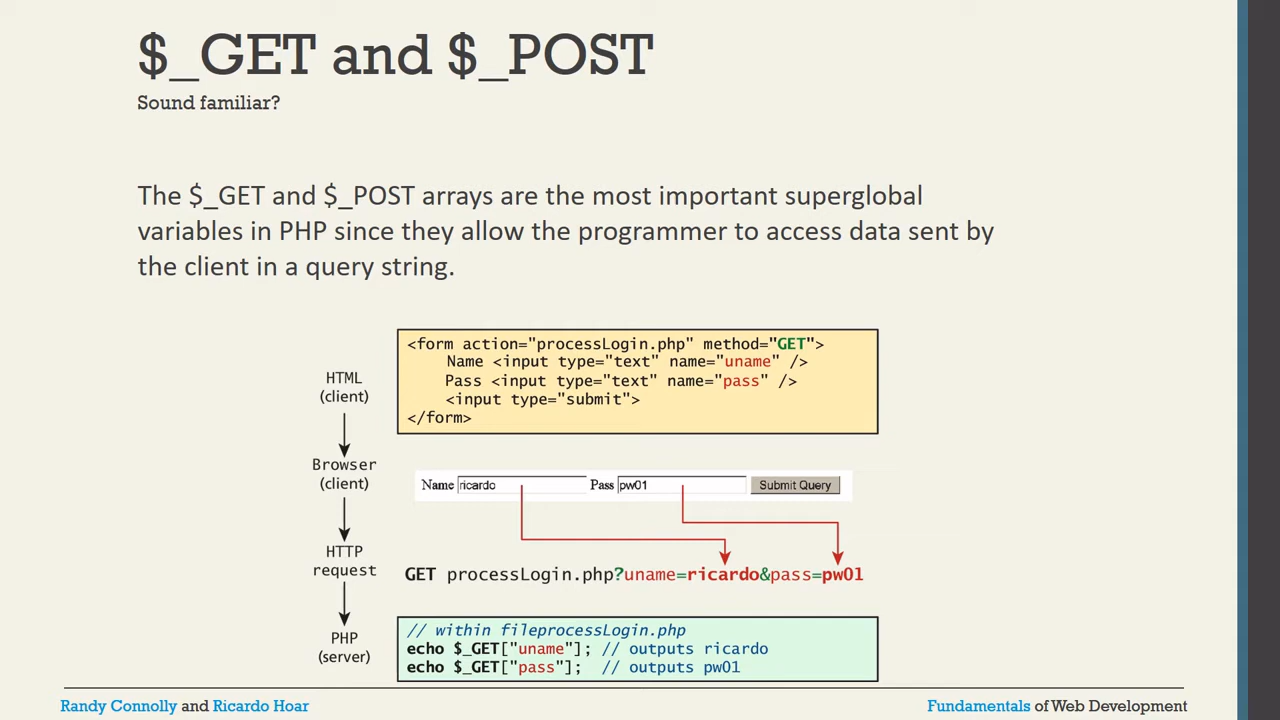 $_GET and $_POST
Sound familiar?
The $_GET and $_POST arrays are the most important superglobal
variables in PHP since they allow the programmer to access data sent by
the client in a query string.
HTML
(client)
<form action="processLogin.php" method="GET">
Name <input type="text" name="uname" />
Pass <input type="text" name="pass" />
<input type="submit">
</form>
Browser
(client)
Name ricardo Pass pw01 Submit Query
HTTP
request
GET processLogin.php?uname=ricardo&pass=pw01
PHP
(server)
// within fileprocessLogin.php
echo $_GET["uname"]; // outputs ricardo
echo $_GET["pass"]; // outputs pw01
Randy Connolly and Ricardo Hoar
Fundamentals of Web Development